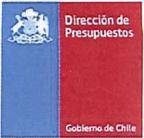 Dirección de
Presupuestos
Gobierno de Chile